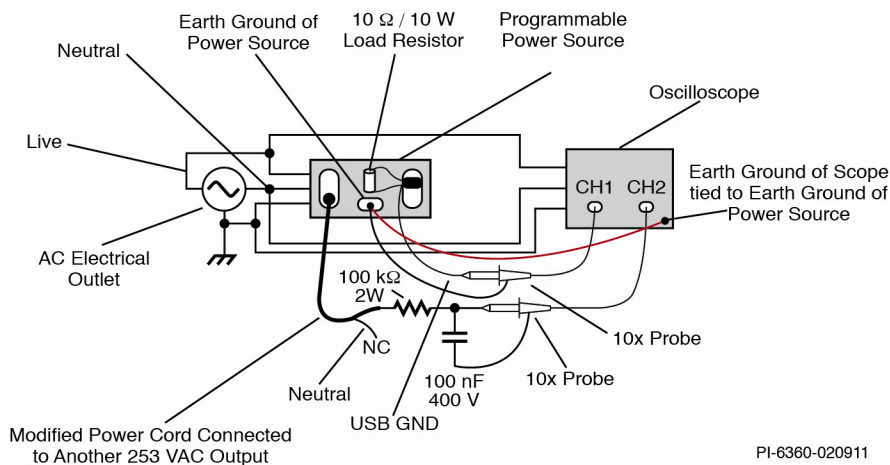 Earth Ground of
Power Source
10 Ω / 10 W
Load Resistor
Programmable
Power Source
Neutral
Oscilloscope
Live
CH1
CH2
Earth Ground of Scope
tied to Earth Ground of
Power Source
AC Electrical
Outlet
100 kΩ
2W
NC
10x Probe
Neutral
100 nF
400 V
10x Probe
USB GND
Modified Power Cord Connected
to Another 253 VAC Output
PI-6360-020911